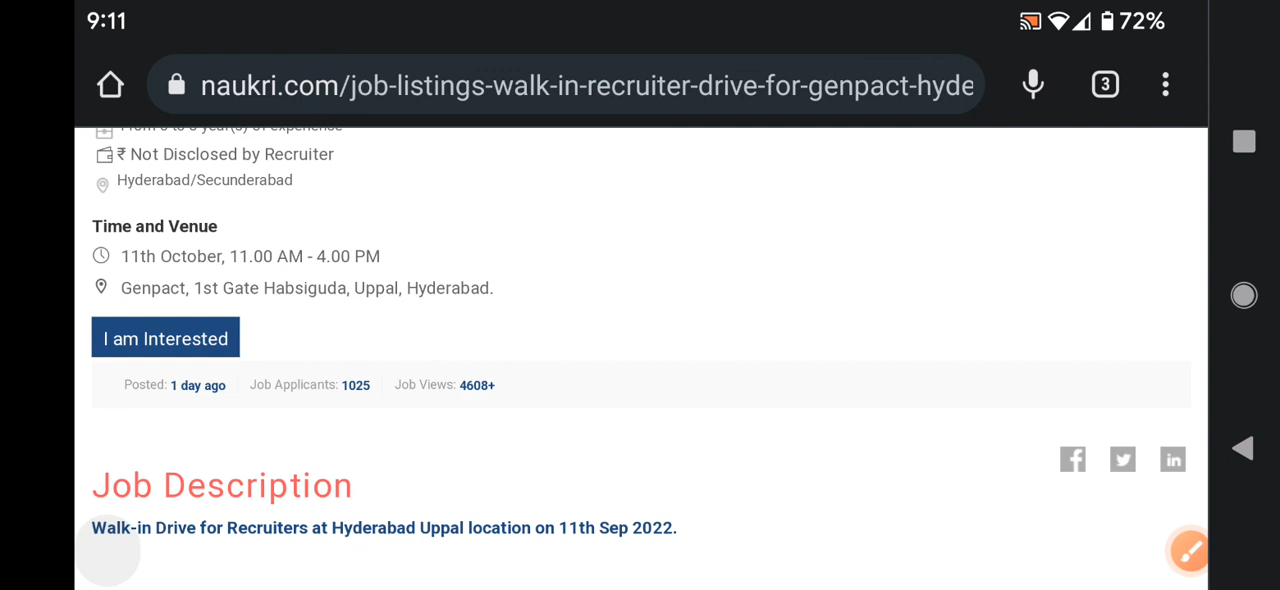 9:11
72%
naukri.com/job-listings-walk-in-recruiter-drive-for-genpact-hyde
3
₹ Not Disclosed by Recruiter
Hyderabad/Secunderabad
Time and Venue
11th October, 11.00 AM - 4.00 PM
Genpact, 1st Gate Habsiguda, Uppal, Hyderabad.
I am Interested
Posted: 1 day ago Job Applicants: 1025 Job Views: 4608+
Job Description
Walk-in Drive for Recruiters at Hyderabad Uppal location on 11th Sep 2022.